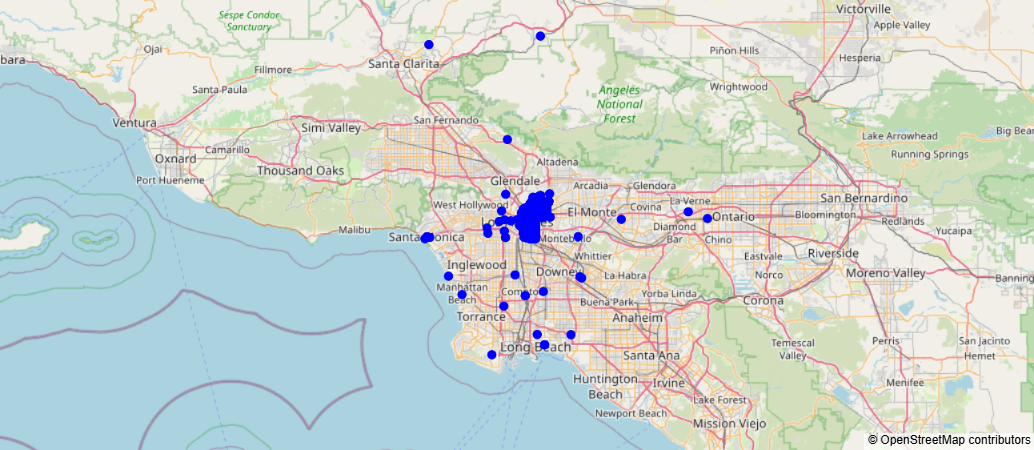 Sespe Condor
Sanctuary
Victorville
Apple Valley
Ojai
Piñon Hills
Hesperia
Santa Clarita
Fillmore
Santa Paula
Wrightwood
Angeles
National
Forest
Ventura
San Fernando
Simi Valley
Lake Arrowhead
Big Bea
Camarillo
Oxnard
Running Springs
Thousand Oaks
Altadena
Port Hueneme
Glendale
Arcadia
Glendora
San Bernardino
West Hollywood
Covina
La-Verne
El Monte
Ontario
Bloomington
Redlands
Malibu
Diamond
Bar
Chino
Yucaipa
Montebello
Whittier
Eastvale
Riverside
Inglewood
Downey
La Habra
Norco
Moreno Valley
Banning
Manhattan
Beach
Yorba Linda
Buena Park
Corona
Torrance
Anaheim
Temescal
Valley
Perris
San Jacinto
Hemet
Long Beach
Santa Ana
Huntington
Beach
Irvine
Menifee
Lake Forest
Newport Beach
Mission Viejo
© OpenStreetMap contributors